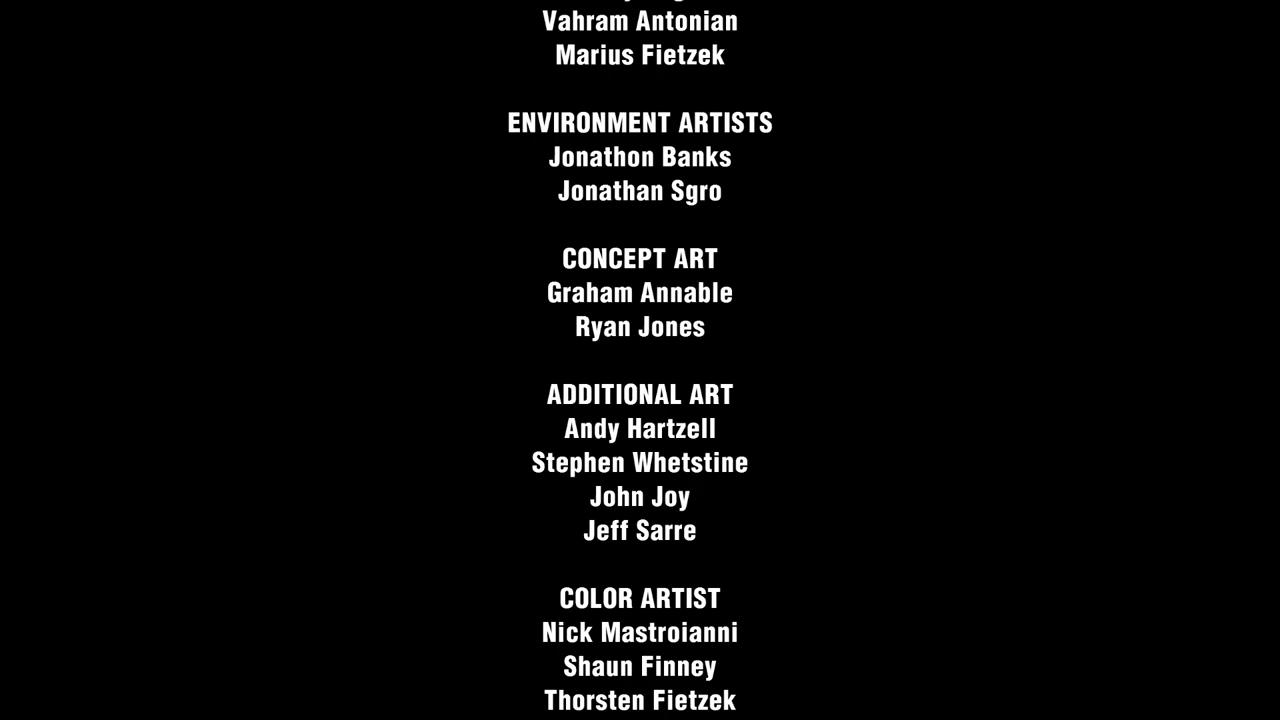 Vahram Antonian
Marius Fietzek
ENVIRONMENT ARTISTS
Jonathon Banks
Jonathan Sgro
CONCEPT ART
Graham Annable
Ryan Jones
ADDITIONAL ART
Andy Hartzell
Stephen Whetstine
John Joy
Jeff Sarre
COLOR ARTIST
Nick Mastroianni
Shaun Finney
Thorsten Fietzek